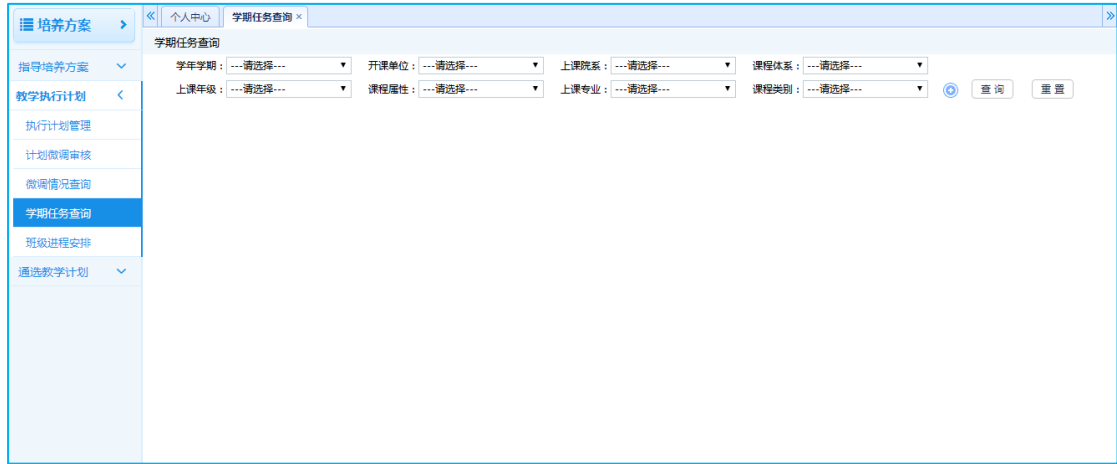 培养方案
个人中心 学期任务查询 ×
学期任务查询
指导培养方案
教学执行计划
执行计划管理
计划微调审核
微调情况查询
学期任务查询
班级进程安排
通选教学计划
学年学期：---请选择--- 开课单位：---请选择--- 上课院系：---请选择--- 课程体系：---请选择---
上课年级：---请选择--- 课程属性：---请选择--- 上课专业：---请选择--- 课程类别：---请选择--- 查 询 重 置